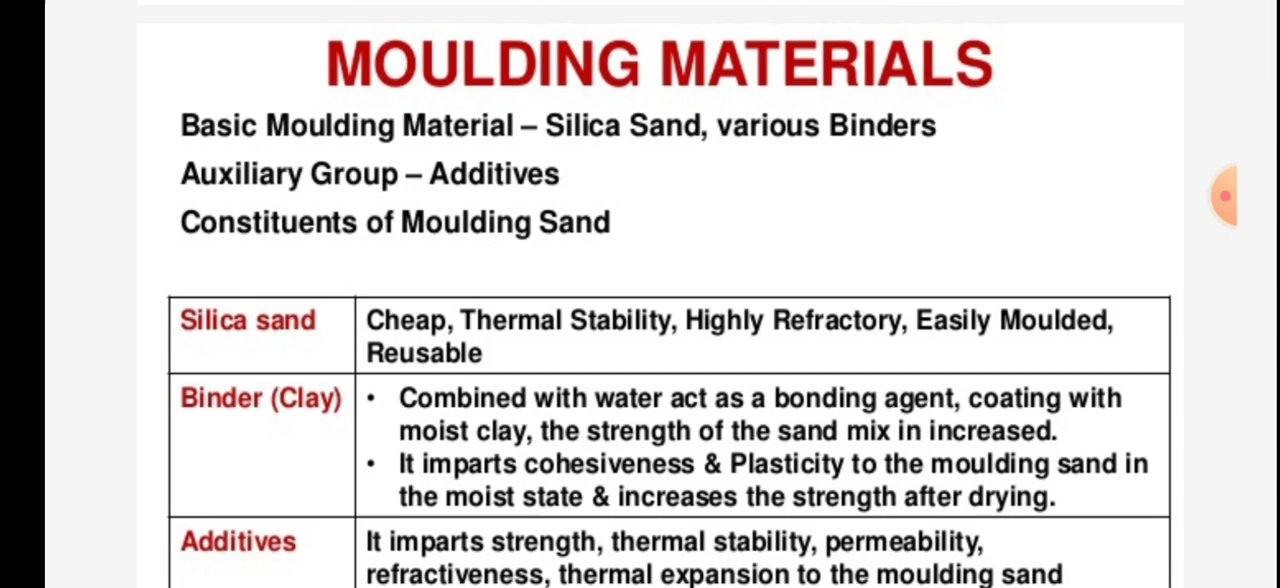 MOULDING MATERIALS
Basic Moulding Material – Silica Sand, various Binders
Auxiliary Group – Additives
Constituents of Moulding Sand
Silica sand
Cheap, Thermal Stability, Highly Refractory, Easily Moulded,
Reusable
Binder (Clay)
• Combined with water act as a bonding agent, coating with
moist clay, the strength of the sand mix in increased.
• It imparts cohesiveness & Plasticity to the moulding sand in
the moist state & increases the strength after drying.
Additives
It imparts strength, thermal stability, permeability,
refractiveness, thermal expansion to the moulding sand